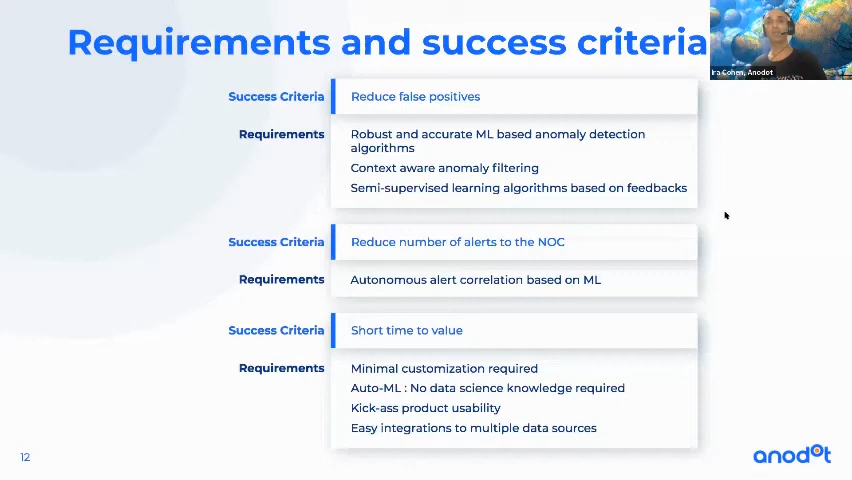 Requirements and success criteria
Ira Cohen, Anodot
Success Criteria
Reduce false positives
Requirements
Robust and accurate ML based anomaly detection
algorithms
Context aware anomaly filtering
Semi-supervised learning algorithms based on feedbacks
Success Criteria
Reduce number of alerts to the NOC
Requirements
Autonomous alert correlation based on ML
Success Criteria
Short time to value
Requirements
Minimal customization required
Auto-ML : No data science knowledge required
Kick-ass product usability
Easy integrations to multiple data sources
12
anodot